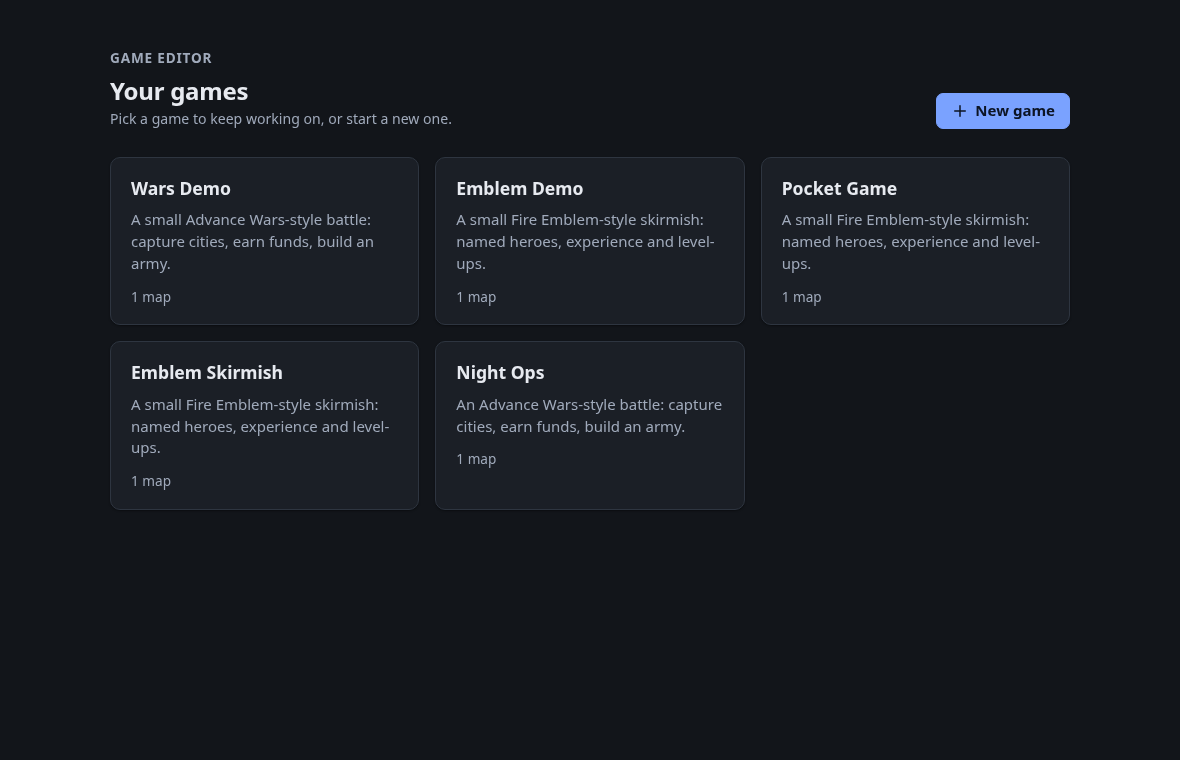 GAME EDITOR
Your games
Pick a game to keep working on, or start a new one.
New game
Wars Demo
A small Advance Wars-style battle:
capture cities, earn funds, build an
army.
1 map
Emblem Demo
A small Fire Emblem-style skirmish:
named heroes, experience and level-
ups.
1 map
Pocket Game
A small Fire Emblem-style skirmish:
named heroes, experience and level-
ups.
1 map
Emblem Skirmish
A small Fire Emblem-style skirmish:
named heroes, experience and level-
ups.
1 map
Night Ops
An Advance Wars-style battle: capture
cities, earn funds, build an army.
1 map